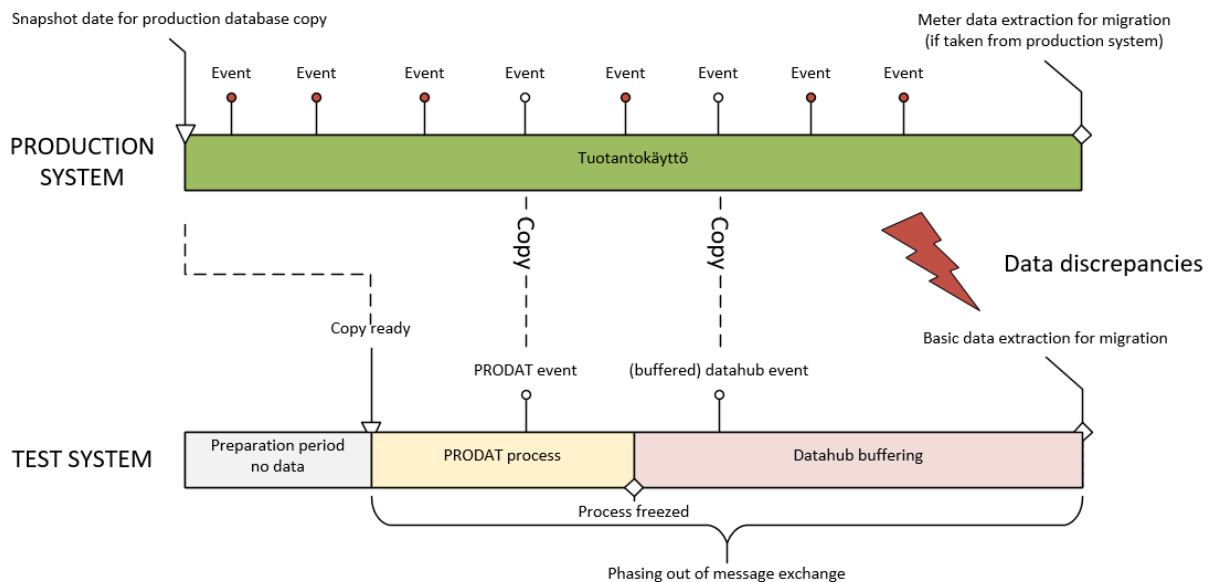 Snapshot date for production database copy
Meter data extraction for migration
(if taken from production system)
Event
Event
Event
Event
Event
Event
Event
Event
PRODUCTION
SYSTEM
Tuotantokäyttö
Copy
Copy
Data discrepancies
Copy ready
Basic data extraction for migration
PRODAT event
(buffered) datahub event
TEST SYSTEM
Preparation period
no data
PRODAT process
Datahub buffering
Process freezed
Phasing out of message exchange